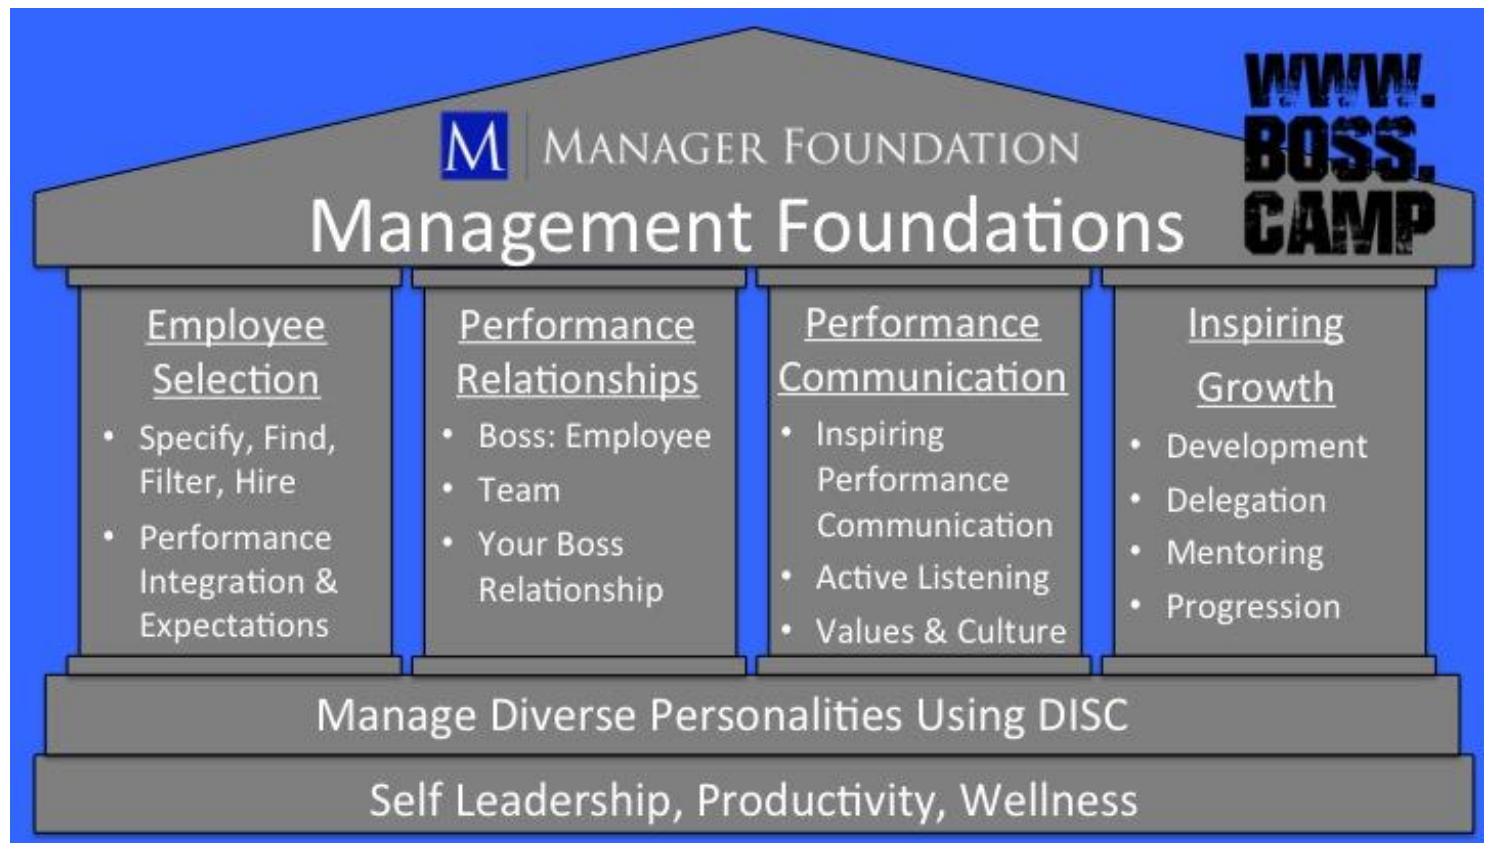 WWW.
BOSS.
CAMP
M | MANAGER FOUNDATION
Management Foundations
Employee
Selection
• Specify, Find,
Filter, Hire
• Performance
Integration &
Expectations
Performance
Relationships
• Boss: Employee
• Team
• Your Boss
Relationship
Performance
Communication
• Inspiring
Performance
Communication
• Active Listening
• Values & Culture
Inspiring
Growth
• Development
• Delegation
• Mentoring
• Progression
Manage Diverse Personalities Using DISC
Self Leadership, Productivity, Wellness